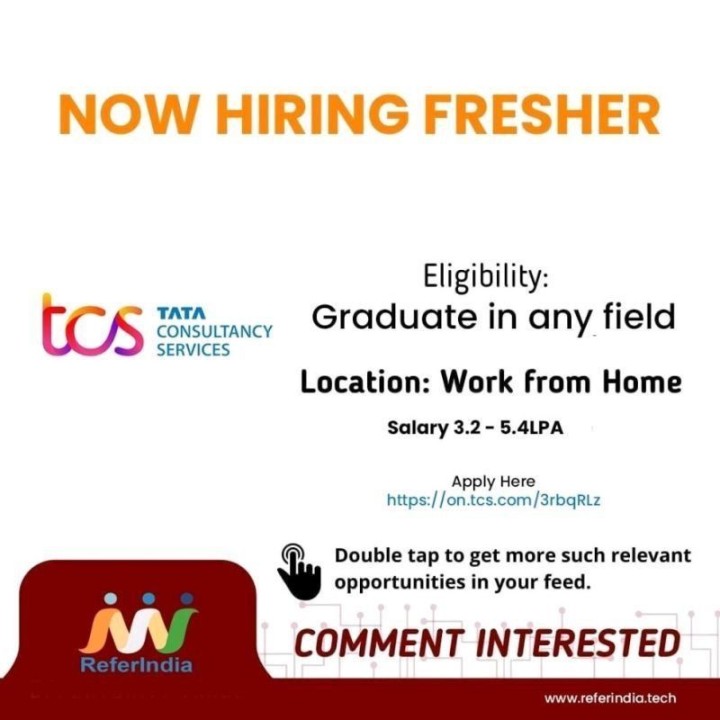 NOW HIRING FRESHER
tcs
TATA
CONSULTANCY
SERVICES
Eligibility:
Graduate in any field
Location: Work from Home
Salary 3.2 - 5.4LPA
Apply Here
https://on.tcs.com/3rbqRLz
Double tap to get more such relevant
opportunities in your feed.
COMMENT INTERESTED
ReferIndia
www.referindia.tech